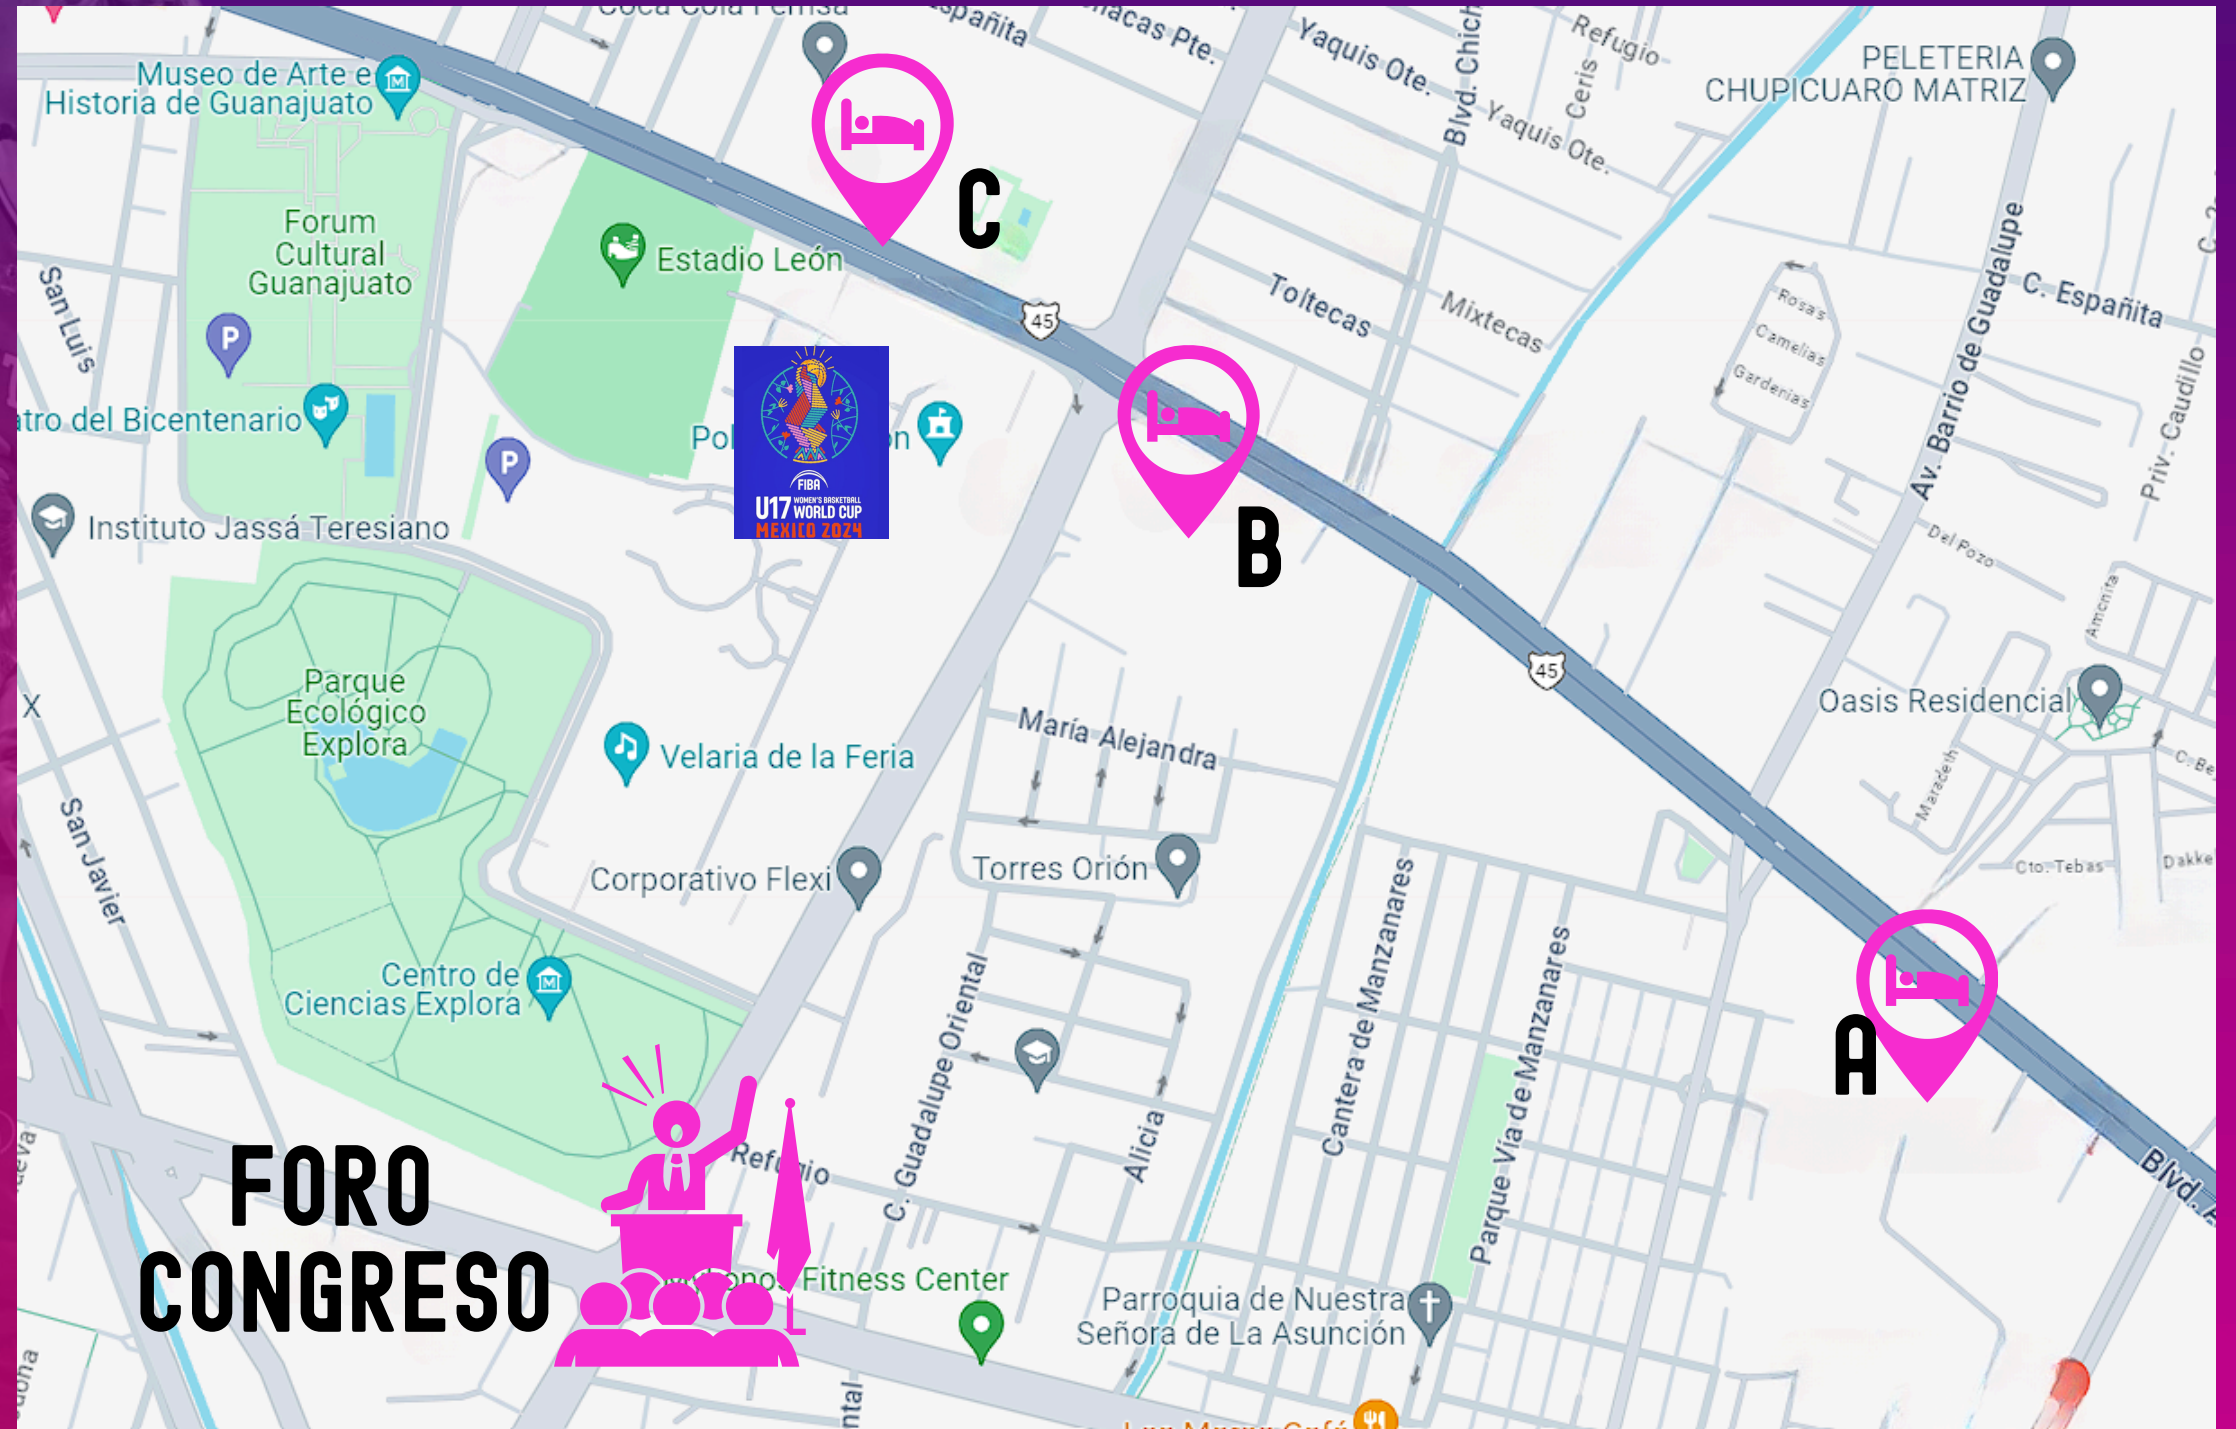 Museo de Arte e
Historia de Guanajuato
PELETERIA
CHUPICUARO MATRIZ
Yaquis Ote.
Yaquis Ote.
Blvd. Chich
Refugio
Ceris
C
Forum
Cultural
Guanajuato
Estadio León
San Luis
P
45
Toltecas
Mixtecas
Rosas
Camelias
Gardenias
Av. Barrio de Guadalupe
C. Españita
Priv. Caudillo
atro del Bicentenario
P
FIBA
U17 WOMEN'S BASKETBALL
WORLD CUP
MEXICO 2024
B
Instituto Jassá Teresiano
Del Pozo
45
Parque
Ecológico
Explora
X
Oasis Residencial
María Alejandra
Velaria de la Feria
Maradeth
C. Be
San Javier
Corporativo Flexi
Torres Orión
Cto. Tebas
Dakke
Centro de
Ciencias Explora
C. Guadalupe Oriental
Cantera de Manzanares
Parque Vía de Manzanares
A
Alicia
Refugio
Blvd. A
FORO
CONGRESO
Fitness Center
Parroquia de Nuestra
Señora de La Asunción
ntal